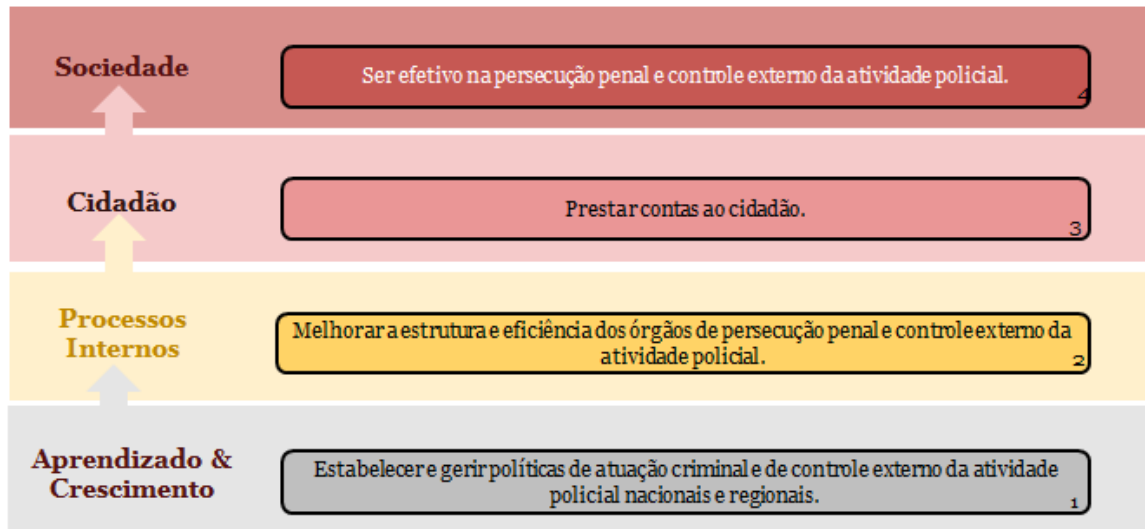 Sociedade
Ser efetivo na persecução penal e controle externo da atividade policial.
4
Cidadão
Prestar contas ao cidadão.
3
Processos
Internos
Melhorar a estrutura e eficiência dos órgãos de persecução penal e controle externo da
atividade policial.
2
Aprendizado &
Crescimento
Estabelecer e gerir políticas de atuação criminal e de controle externo da atividade
policial nacionais e regionais.
1